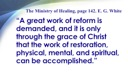 The Ministry of Healing, page 142, E. G. White
"A great work of reform is
demanded, and it is only
through the grace of Christ
that the work of restoration,
physical, mental, and spiritual,
can be accomplished."